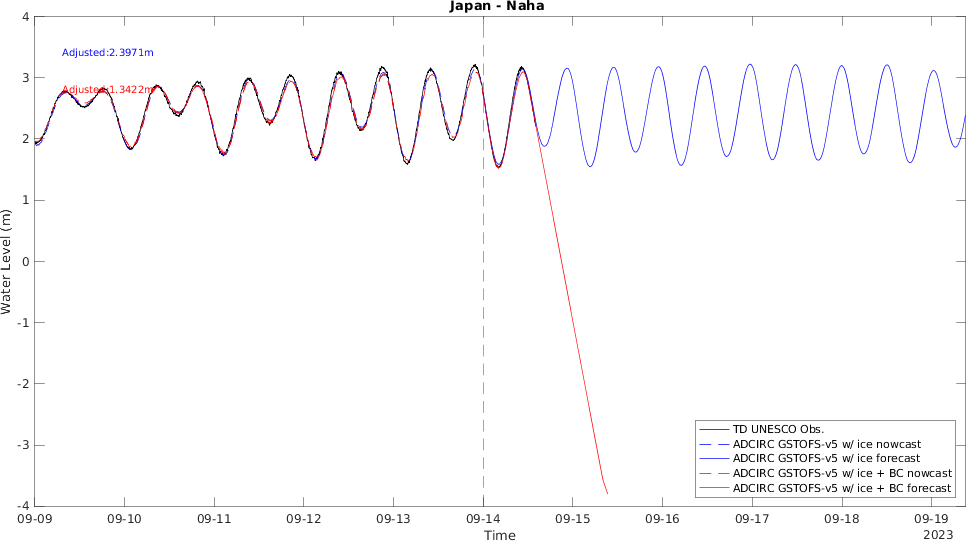 Japan - Naha
4
3
2
1
0
-1
-2
-3
-4
Water Level (m)
Adjusted:2.3971m
Adjusted:1.3422m
TD UNESCO Obs.
ADCIRC GSTOFS-v5 w/ ice nowcast
ADCIRC GSTOFS-v5 w/ ice forecast
ADCIRC GSTOFS-v5 w/ ice + BC nowcast
ADCIRC GSTOFS-v5 w/ ice + BC forecast
09-09 09-10 09-11 09-12 09-13 09-14 09-15 09-16 09-17 09-18 09-19
Time
2023